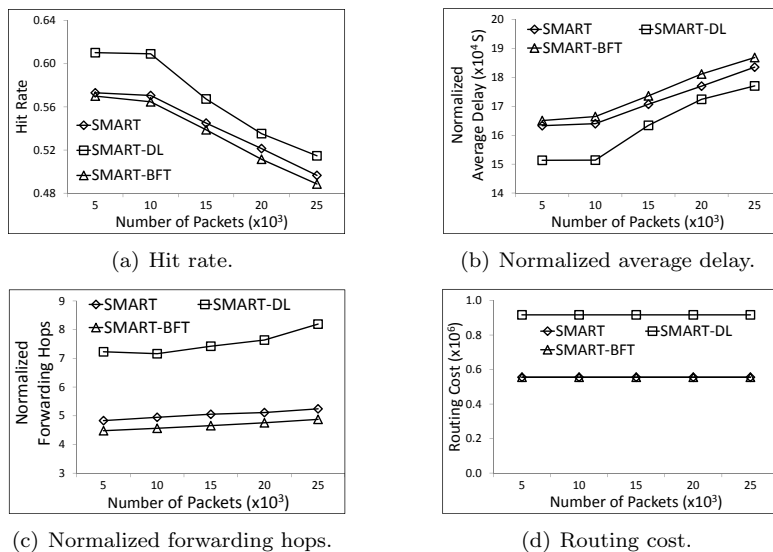 0.64
0.60
0.56
0.52
0.48
Hit Rate
SMART
SMART-DL
SMART-BFT
5 10 15 20 25
Number of Packets (x10³)
(a) Hit rate.
20
19
18
17
16
15
14
Normalized
Average Delay (x10⁴ S)
SMART SMART-DL
SMART-BFT
5 10 15 20 25
Number of Packets (x10³)
(b) Normalized average delay.
9
8
7
6
5
4
3
Normalized
Forwarding Hops
SMART SMART-DL
SMART-BFT
5 10 15 20 25
Number of Packets (x10³)
(c) Normalized forwarding hops.
1.0
0.8
0.6
0.4
0.2
0.0
Routing Cost (x10⁶)
SMART SMART-DL
SMART-BFT
5 10 15 20 25
Number of Packets (x10³)
(d) Routing cost.